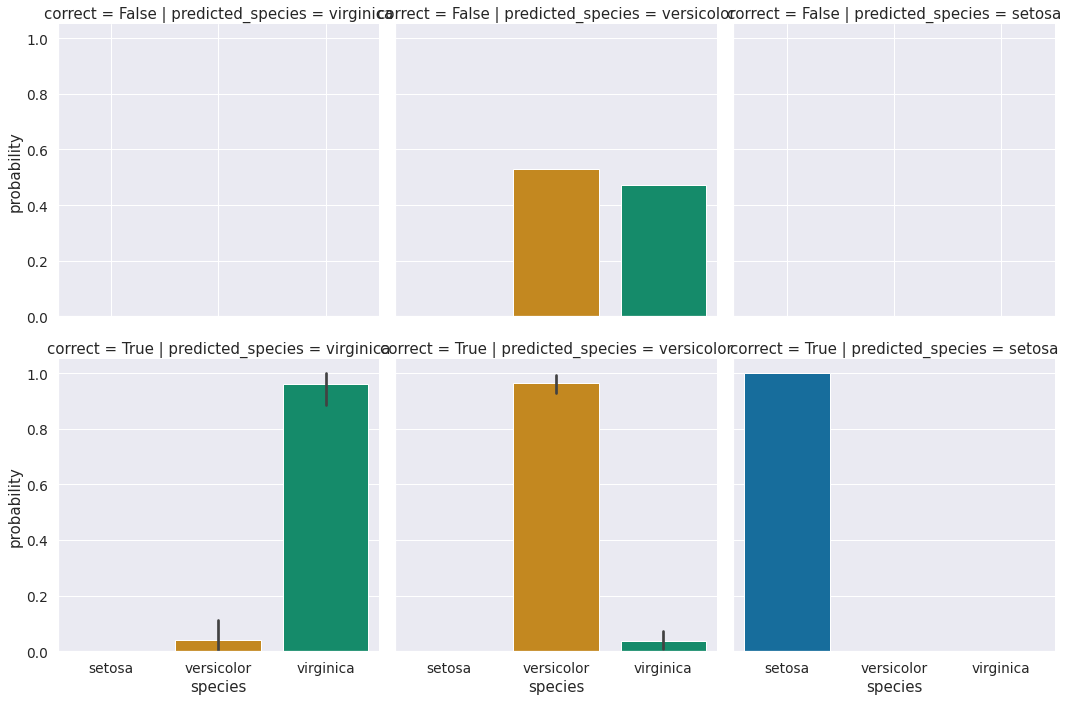 correct = False | predicted_species = virginica
correct = False | predicted_species = versicolor
correct = False | predicted_species = setosa
1.0
0.8
0.6
0.4
0.2
0.0
probability
correct = True | predicted_species = virginica
correct = True | predicted_species = versicolor
correct = True | predicted_species = setosa
1.0
0.8
0.6
0.4
0.2
0.0
probability
setosa versicolor virginica
species
setosa versicolor virginica
species
setosa versicolor virginica
species